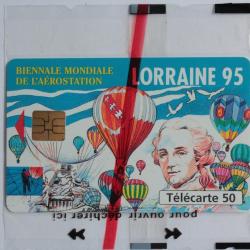 BIENNALE MONDIALE
DE L'AÉROSTATION
LORRAINE 95
Télécarte 50
pour ouvrir déchirer ici